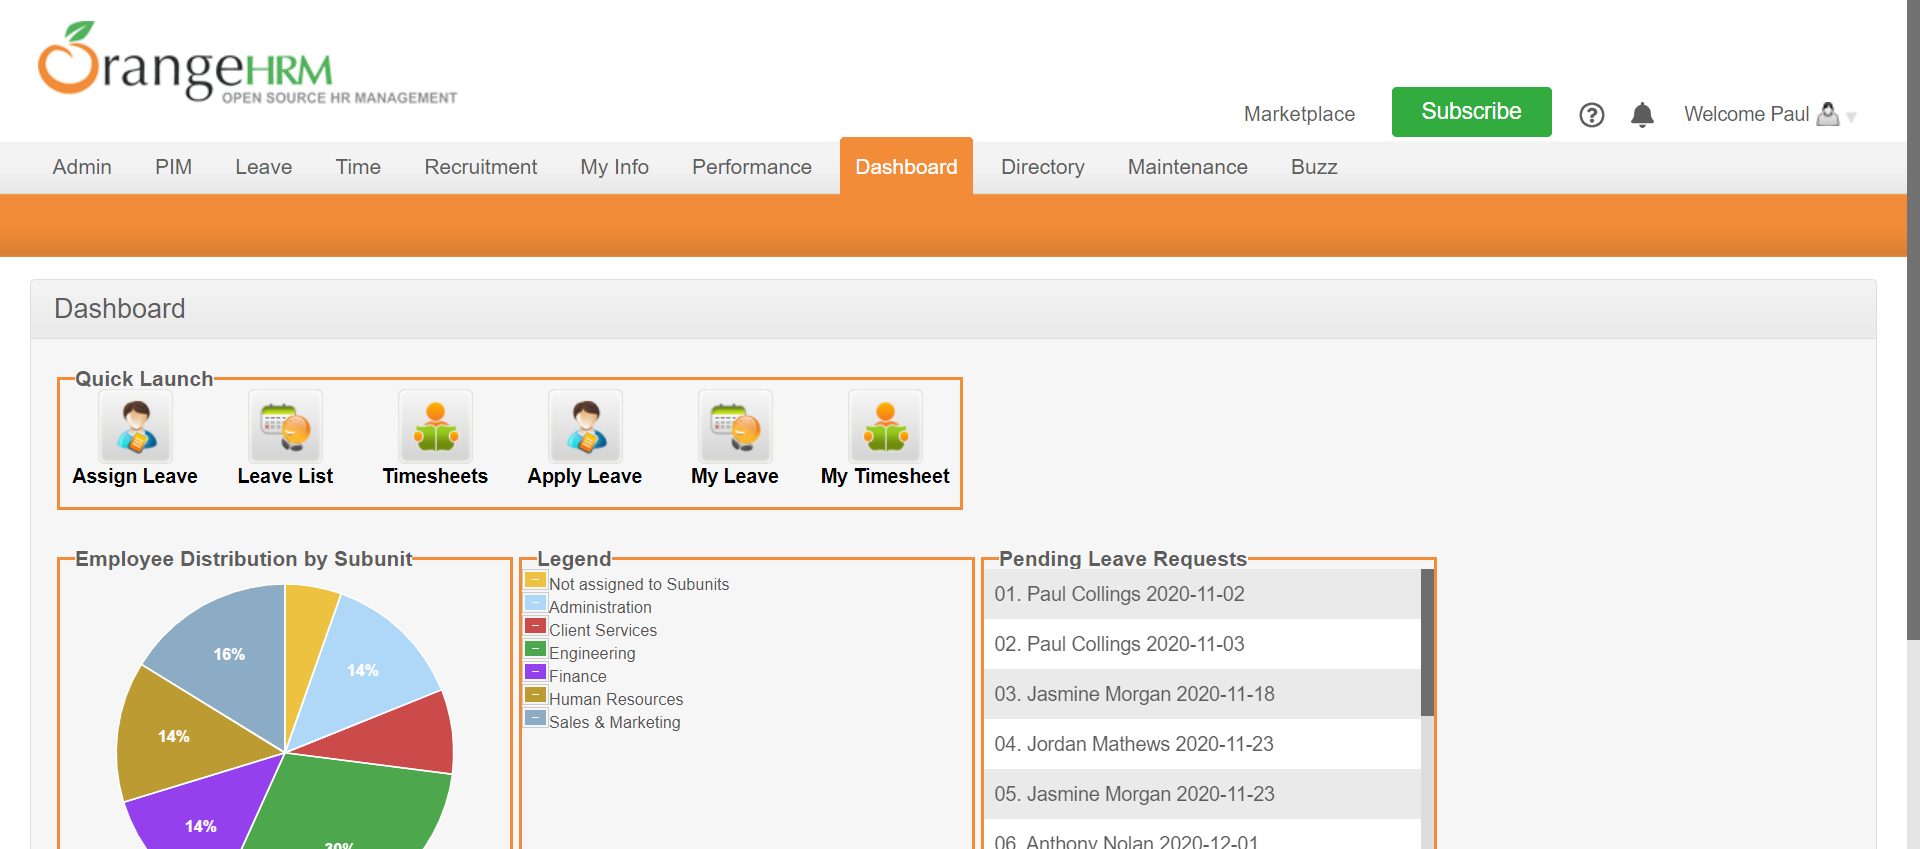 OrangeHRM
OPEN SOURCE HR MANAGEMENT
Marketplace
Subscribe
?
Welcome Paul
Admin PIM Leave Time Recruitment My Info Performance Dashboard Directory Maintenance Buzz
Dashboard
Quick Launch
Assign Leave Leave List Timesheets Apply Leave My Leave My Timesheet
Employee Distribution by Subunit
16%
14%
14%
14%
30%
Legend
Not assigned to Subunits
Administration
Client Services
Engineering
Finance
Human Resources
Sales & Marketing
Pending Leave Requests
01. Paul Collings 2020-11-02
02. Paul Collings 2020-11-03
03. Jasmine Morgan 2020-11-18
04. Jordan Mathews 2020-11-23
05. Jasmine Morgan 2020-11-23
06. Anthony Nolan 2020-12-01